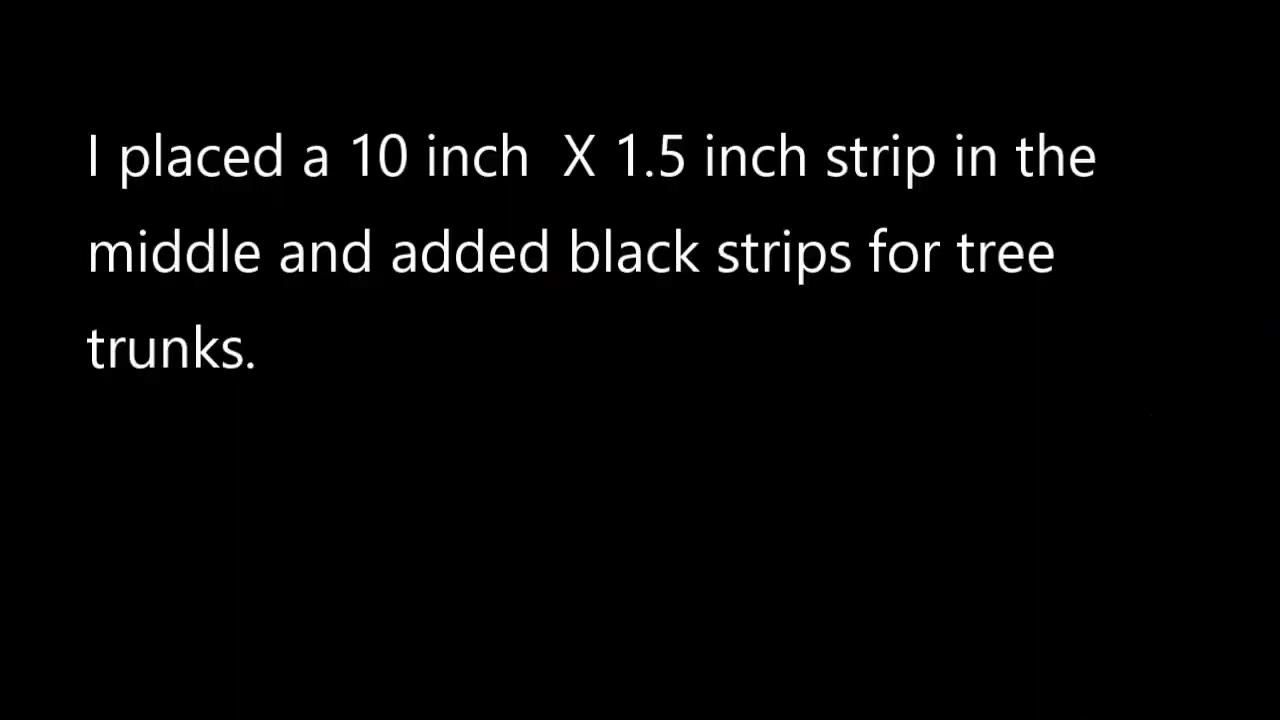 I placed a 10 inch  X 1.5 inch strip in the
middle and added black strips for tree
trunks.